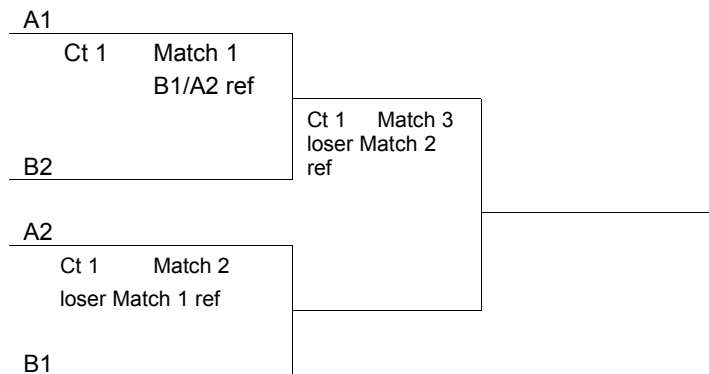 A1
Ct 1 Match 1
B1/A2 ref
Ct 1 Match 3
loser Match 2
ref
B2
A2
Ct 1 Match 2
loser Match 1 ref
B1